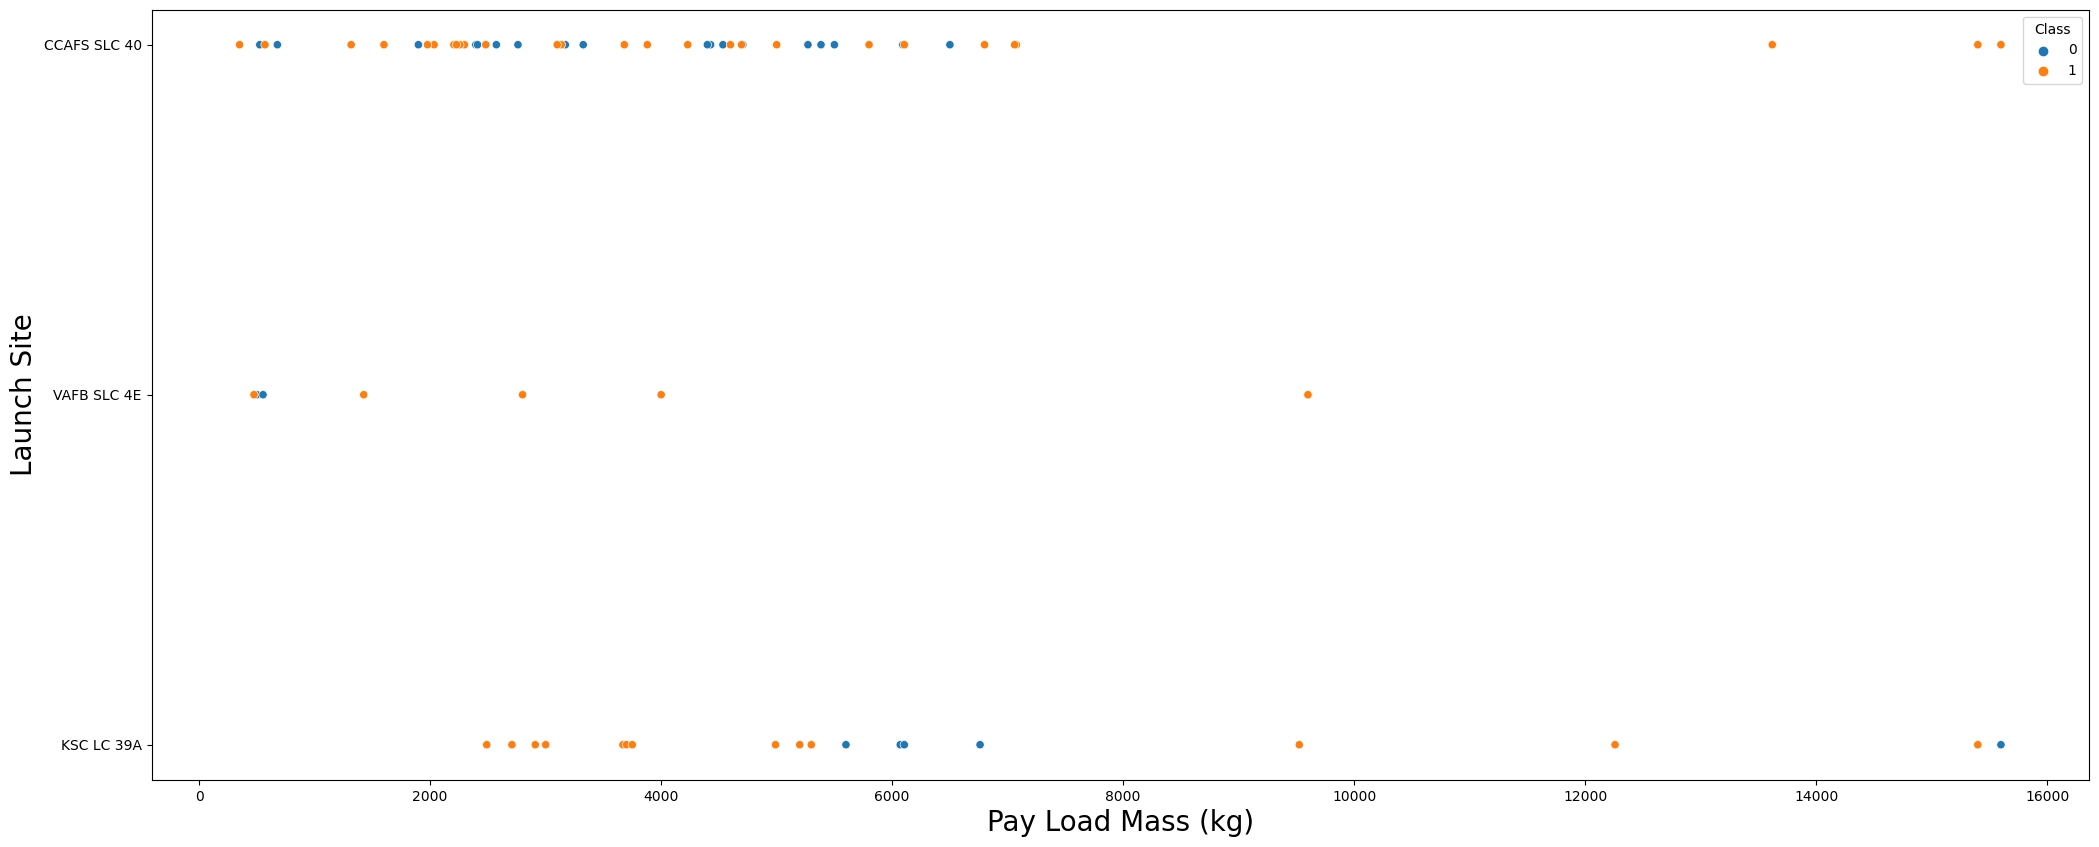 Class
0
1
CCAFS SLC 40
VAFB SLC 4E
KSC LC 39A
Launch Site
0 2000 4000 6000 8000 10000 12000 14000 16000
Pay Load Mass (kg)